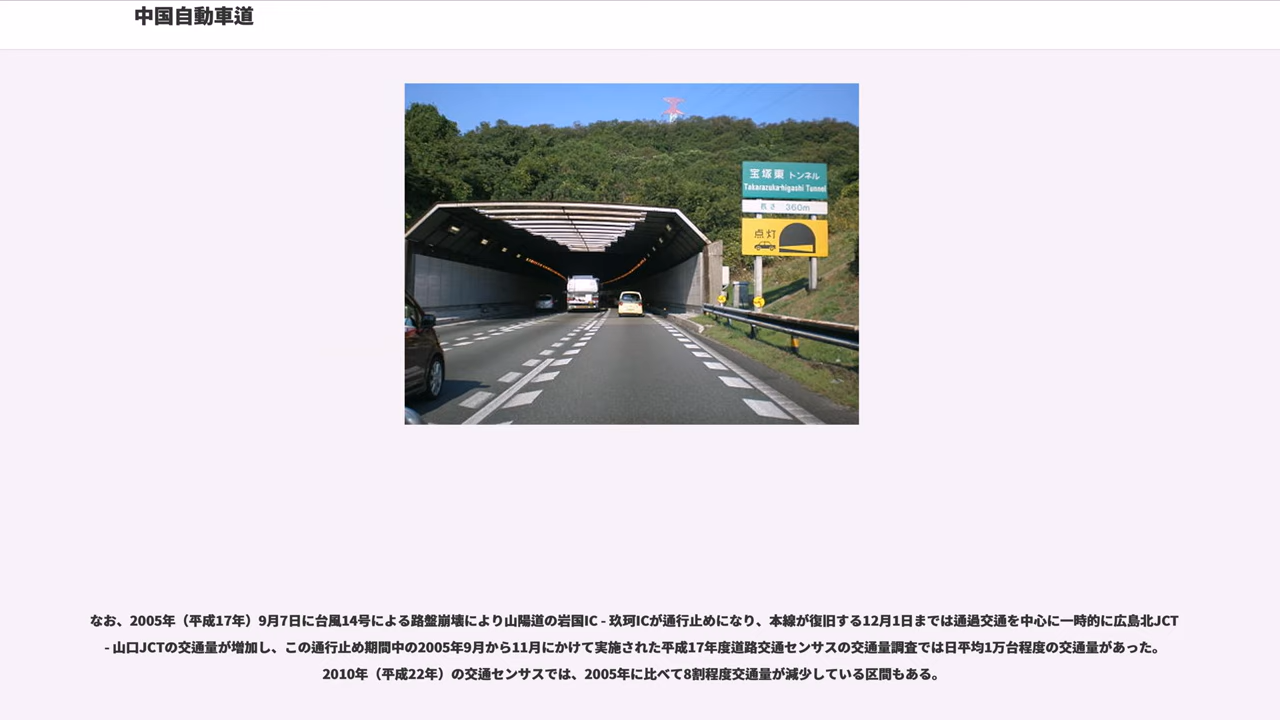 中国自動車道
宝塚東 トンネル
Takarazuka-higashi Tunnel
長さ 360m
点灯
なお、2005年（平成17年）9月7日に台風14号による路盤崩壊により山陽道の岩国IC - 玖珂ICが通行止めになり、本線が復旧する12月1日までは通過交通を中心に一時的に広島北JCT
- 山口JCTの交通量が増加し、この通行止め期間中の2005年9月から11月にかけて実施された平成17年度道路交通センサスの交通量調査では日平均1万台程度の交通量があった。
2010年（平成22年）の交通センサスでは、2005年に比べて8割程度交通量が減少している区間もある。